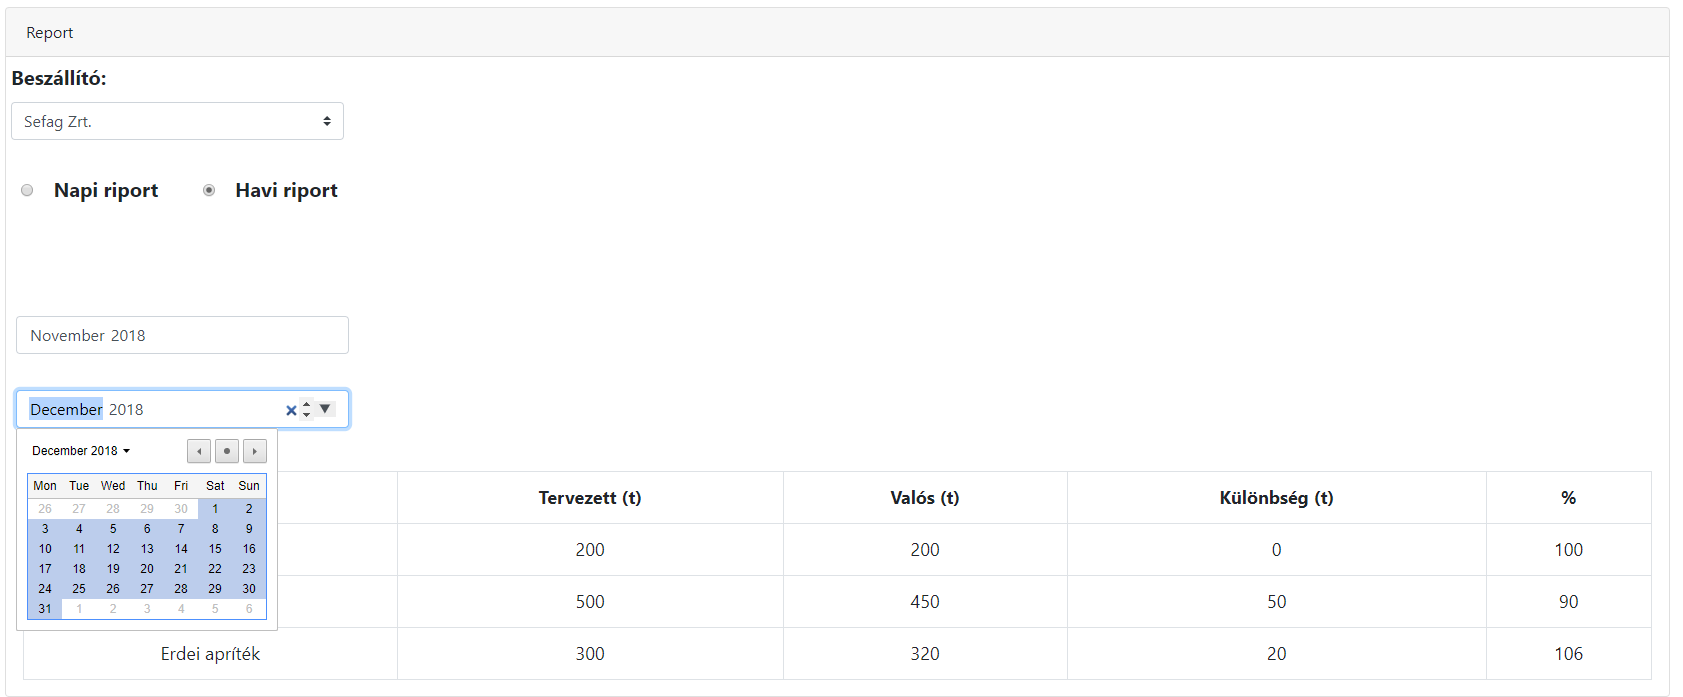 Report
Beszállító:
Sefag Zrt.
Napi riport Havi riport
November 2018
December 2018
December 2018
Mon Tue Wed Thu Fri Sat Sun
26 27 28 29 30 1 2
3 4 5 6 7 8 9
10 11 12 13 14 15 16
17 18 19 20 21 22 23
24 25 26 27 28 29 30
31 1 2 3 4 5 6
Tervezett (t) Valós (t) Különbség (t) %
200 200 0 100
500 450 50 90
Erdei apríték 300 320 20 106